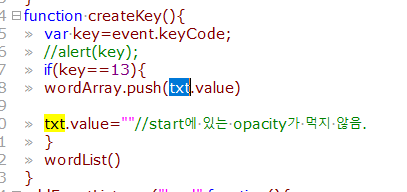 function createKey(){
var key=event.keyCode;
//alert(key);
if(key==13){
wordArray.push(txt.value)
txt.value=""//start에 있는 opacity가 먹지 않음.
}
wordList()
}